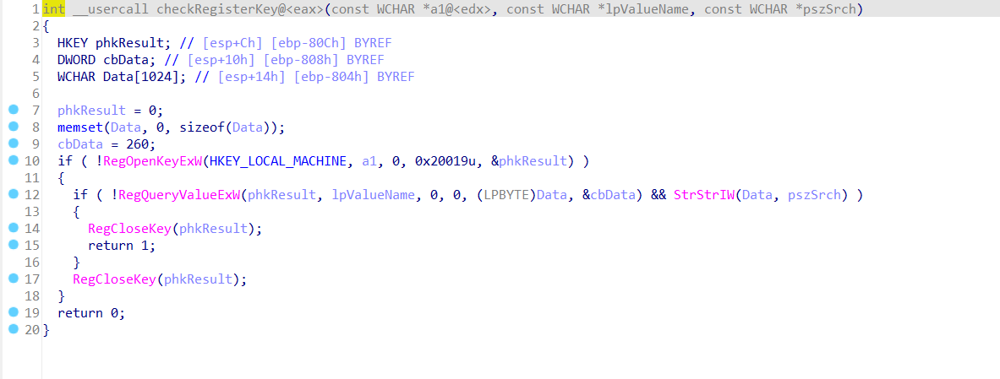 1 int __usercall checkRegisterKey@<eax>(const WCHAR *a1@<edx>, const WCHAR *lpValueName, const WCHAR *pszSrch)
2 {
3   HKEY phkResult; // [esp+Ch] [ebp-80Ch] BYREF
4   DWORD cbData; // [esp+10h] [ebp-808h] BYREF
5   WCHAR Data[1024]; // [esp+14h] [ebp-804h] BYREF
6
7   phkResult = 0;
8   memset(Data, 0, sizeof(Data));
9   cbData = 260;
10   if ( !RegOpenKeyExW(HKEY_LOCAL_MACHINE, a1, 0, 0x20019u, &phkResult) )
11   {
12     if ( !RegQueryValueExW(phkResult, lpValueName, 0, 0, (LPBYTE)Data, &cbData) && StrStrIW(Data, pszSrch) )
13     {
14       RegCloseKey(phkResult);
15       return 1;
16     }
17     RegCloseKey(phkResult);
18   }
19   return 0;
20 }